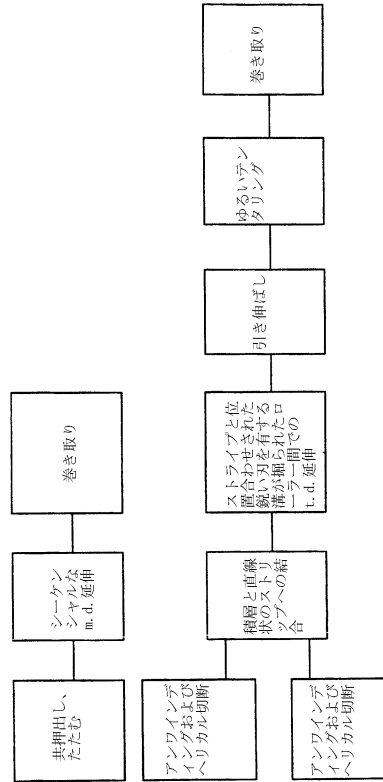 共押出し、
たたむ
シーケン
シャルな
m.d.延伸
巻き取り
アンワインデ
ィングおよび
ヘリカル切断
アンワインデ
ィングおよび
ヘリカル切断
積層と直線
状のストリ
ップへの結
合
ストライプと位
置合わせされた
鋭い刃を有する
溝が掘られたロ
ーラー間での
t.d.延伸
引き伸ばし
ゆるいテン
タリング
巻き取り